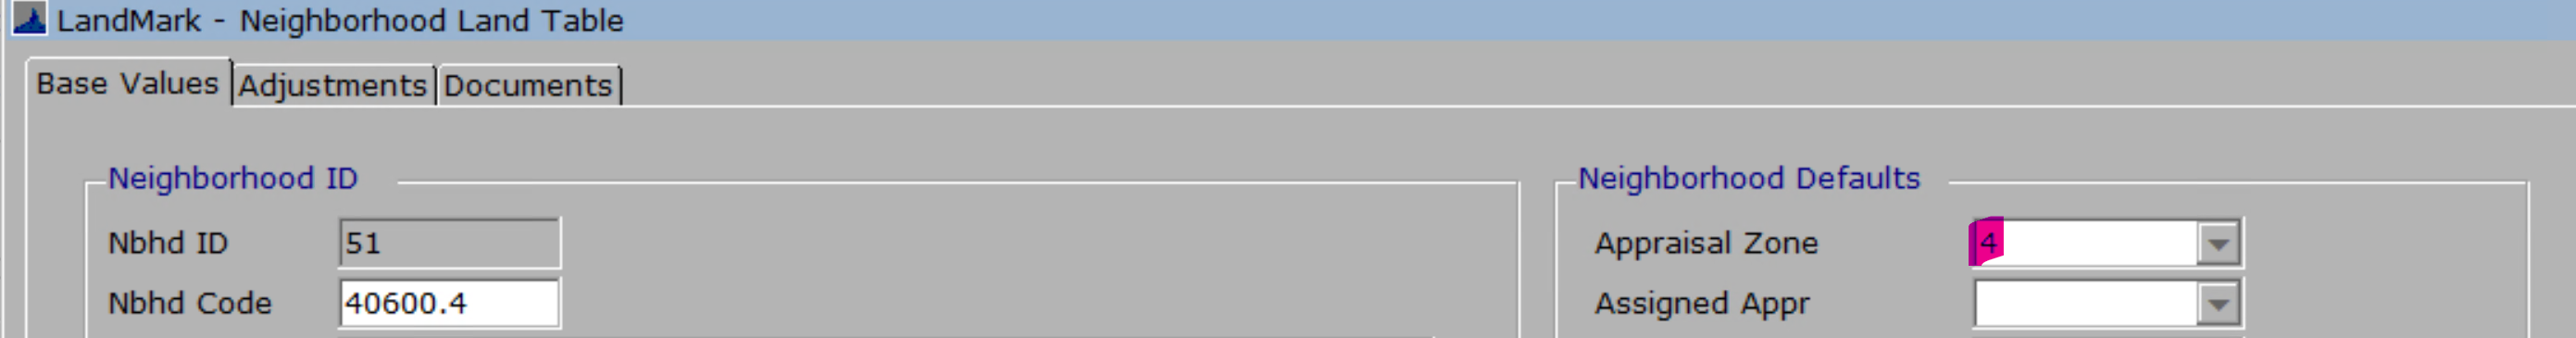 LandMark - Neighborhood Land Table
Base Values Adjustments Documents
Neighborhood ID
Nbhd ID 51
Nbhd Code 40600.4
Neighborhood Defaults
Appraisal Zone 4
Assigned Appr